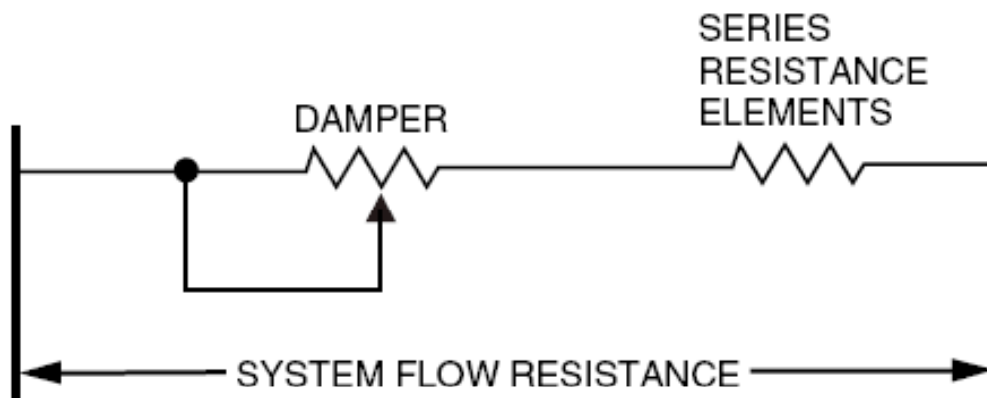 SERIES
RESISTANCE
ELEMENTS
DAMPER
SYSTEM FLOW RESISTANCE